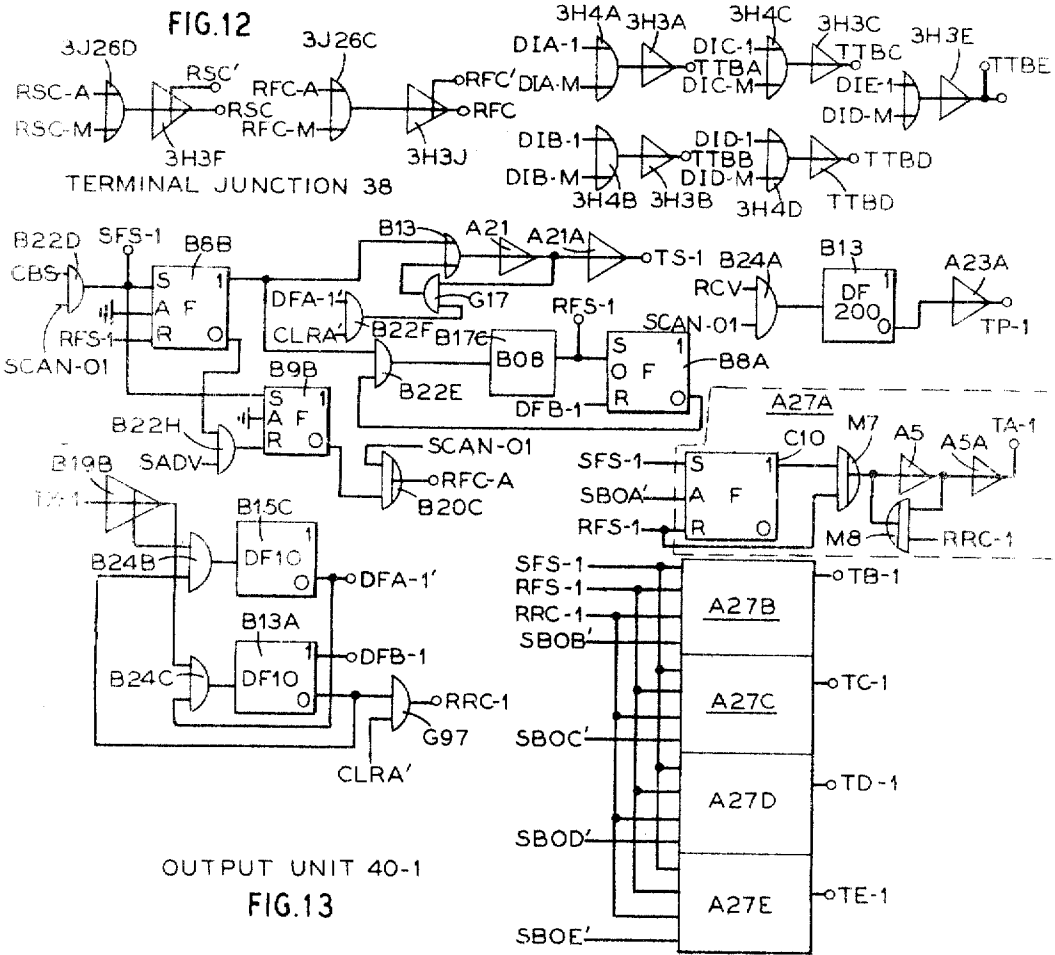 FIG.12
3J26D
RSC-A
RSC-M
RSC'
RSC
3H3F
3J26C
RFC-A
RFC-M
RFC'
RFC
3H3J
TERMINAL JUNCTION 38
3H4A
3H3A
DIA-1
DIA-M
TTBA
3H4C
3H3C
DIC-1
DIC-M
TTBC
3H3E
DIE-1
DID-M
TTBE
DIB-1
DIB-M
TTBB
3H4B
3H3B
DID-1
DID-M
TTBD
3H4D
TTBD
B22D
SFS-1
CBS
B8B
S 1
A F
R O
RFS-1
SCAN-01
B13
A21
A21A
TS-1
DFA-1'
CLRA'
B22F
G17
RFS-1
B24A
RCV
SCAN-01
B13
DF 1
200 O
A23A
TP-1
B22E
B17C
BOB
S 1
O F
R O
B8A
DFB-1
B9B
S 1
A F
R O
B22H
SADV
SCAN-01
RFC-A
B20C
B19B
B15C
1
DF10
O
B24B
DFA-1'
B13A
1
DF10
O
B24C
DFB-1
RRC-1
G97
CLRA'
A27A
C10
M7
A5
A5A
TA-1
SFS-1
SBOA'
RFS-1
S 1
A F
R O
M8
RRC-1
SFS-1
RFS-1
RRC-1
SBOB'
A27B
TB-1
A27C
TC-1
SBOC'
A27D
TD-1
SBOD'
A27E
TE-1
SBOE'
OUTPUT UNIT 40-1
FIG.13